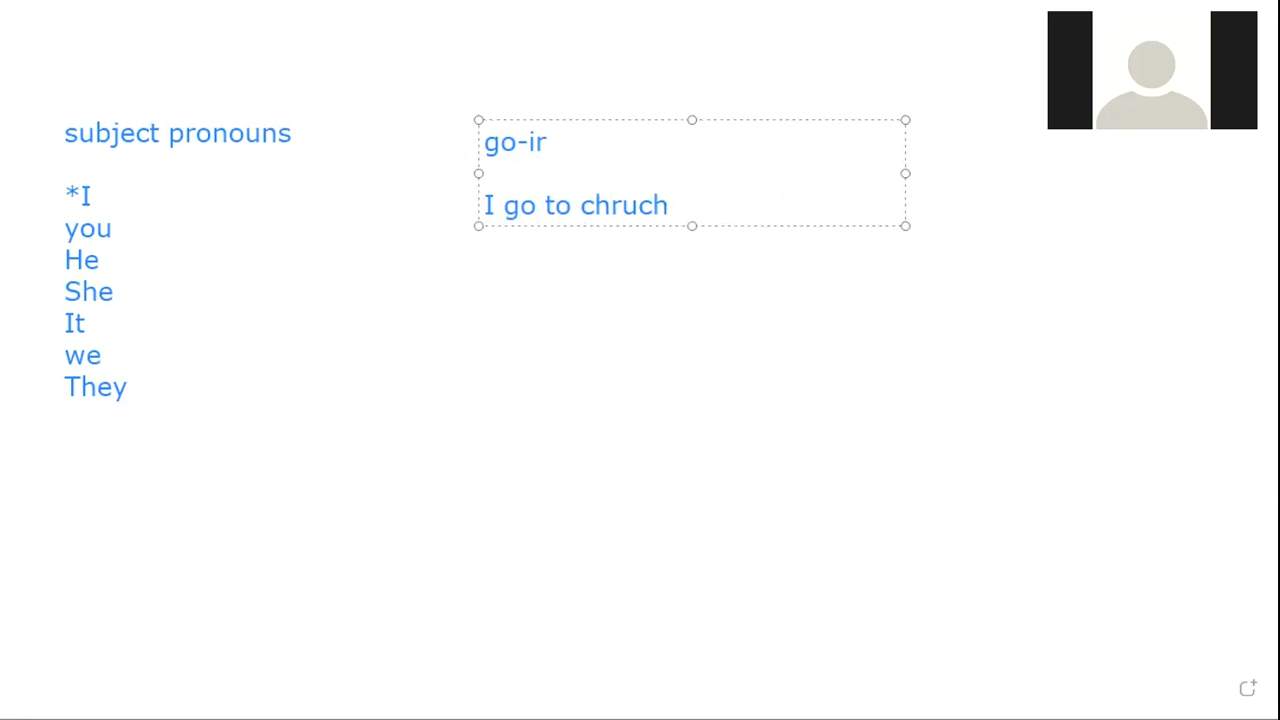 subject pronouns
*I
you
He
She
It
we
They
go-ir
I go to chruch